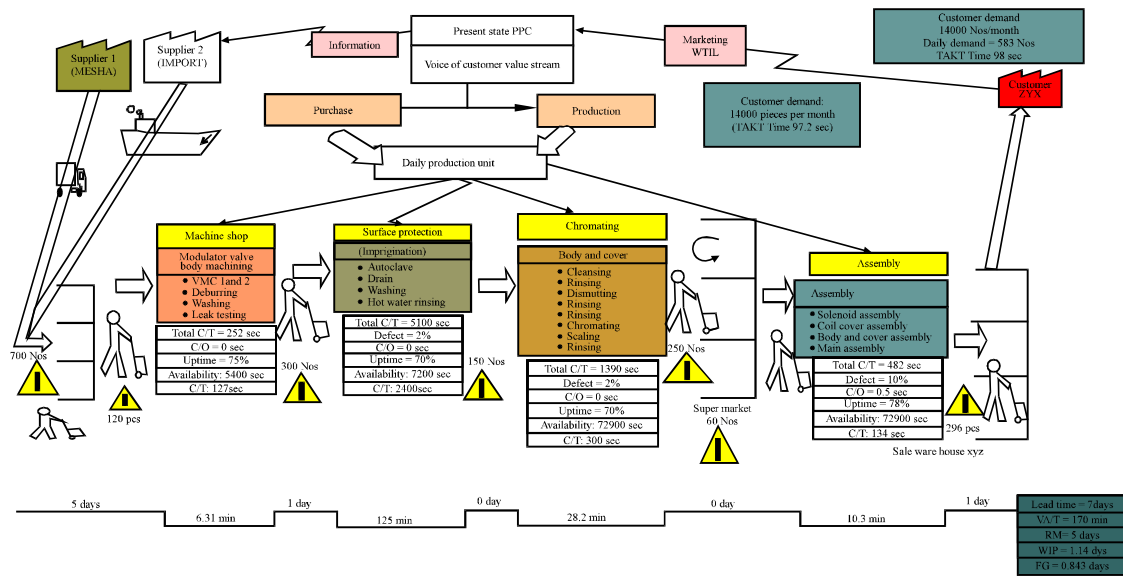 Supplier 1
(MESHA)
Supplier 2
(IMPORT)
Information
Present state PPC
Voice of customer value stream
Marketing
WTIL
Customer demand
14000 Nos/month
Daily demand = 583 Nos
TAKT Time 98 sec
Customer
ZYX
Customer demand:
14000 pieces per month
(TAKT Time 97.2 sec)
Purchase
Production
Daily production unit
Machine shop
Modulator valve
body machining
• VMC 1and 2
• Deburring
• Washing
• Leak testing
Total C/T = 252 sec
C/O = 0 sec
Uptime = 75%
Availability: 5400 sec
C/T: 127sec
Surface protection
(Imprigination)
• Autoclave
• Drain
• Washing
• Hot water rinsing
Total C/T = 5100 sec
Defect = 2%
C/O = 0 sec
Uptime = 70%
Availability: 7200 sec
C/T: 2400sec
Chromating
Body and cover
• Cleansing
• Rinsing
• Dismutting
• Rinsing
• Rinsing
• Chromating
• Scaling
• Rinsing
Total C/T = 1390 sec
Defect = 2%
C/O = 0 sec
Uptime = 70%
Availability: 72900 sec
C/T: 300 sec
Assembly
Assembly
• Solenoid assembly
• Coil cover assembly
• Body and cover assembly
• Main assembly
Total C/T = 482 sec
Defect = 10%
C/O = 0.5 sec
Uptime = 78%
Availability: 72900 sec
C/T: 134 sec
700 Nos
120 pcs
300 Nos
150 Nos
250 Nos
Super market
60 Nos
296 pcs
Sale ware house xyz
5 days
6.31 min
1 day
125 min
0 day
28.2 min
0 day
10.3 min
1 day
Lead time = 7days
VA/T = 170 min
RM= 5 days
WIP = 1.14 dys
FG = 0.843 days